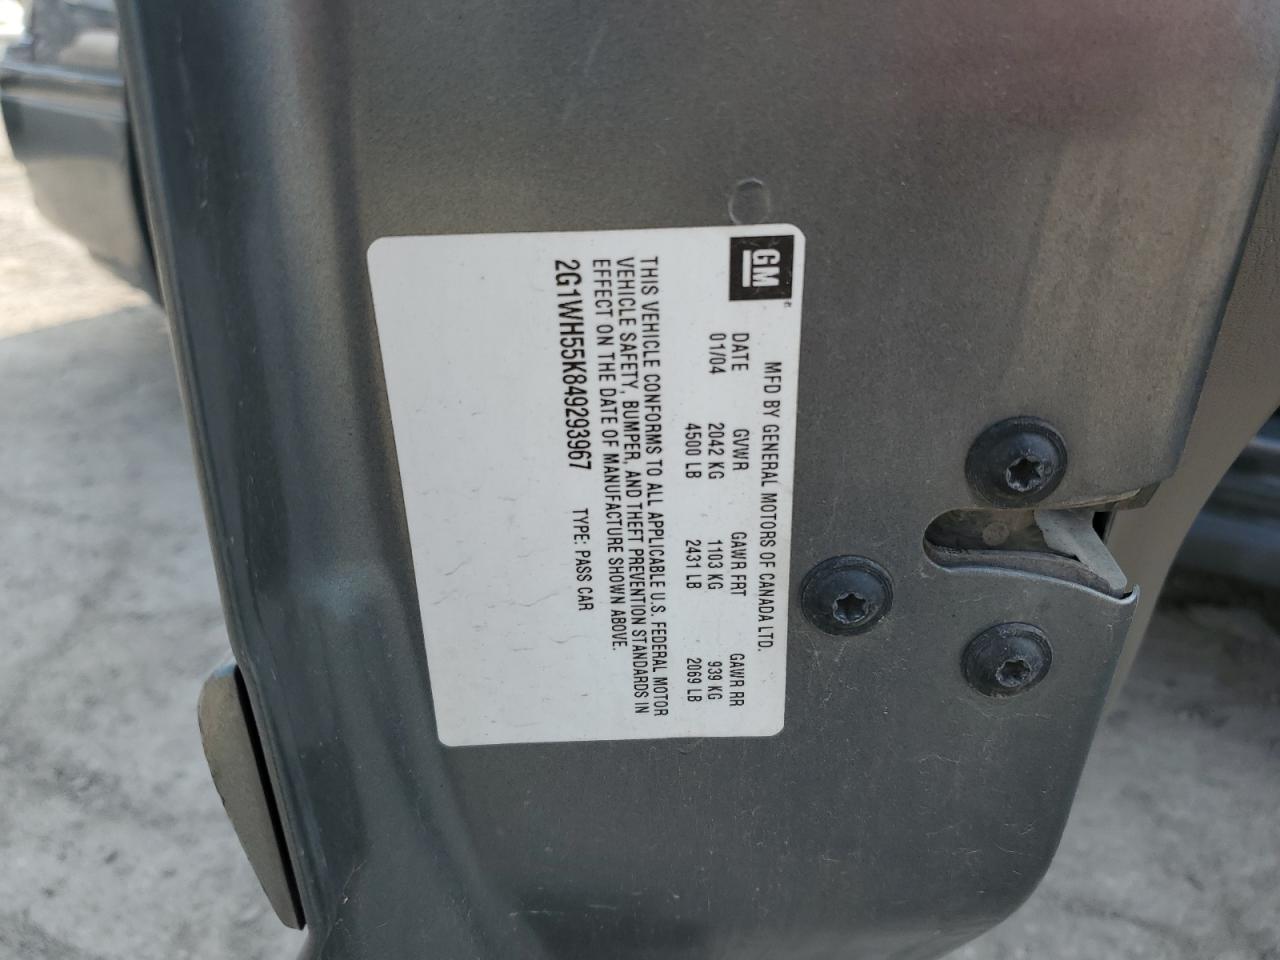 GM
MFD BY GENERAL MOTORS OF CANADA LTD.
DATE GVWR GAWR FRT GAWR RR
01/04 2042 KG 1103 KG 939 KG
4500 LB 2431 LB 2069 LB
THIS VEHICLE CONFORMS TO ALL APPLICABLE U.S. FEDERAL MOTOR
VEHICLE SAFETY, BUMPER, AND THEFT PREVENTION STANDARDS IN
EFFECT ON THE DATE OF MANUFACTURE SHOWN ABOVE.
2G1WH55K849293967 TYPE: PASS CAR